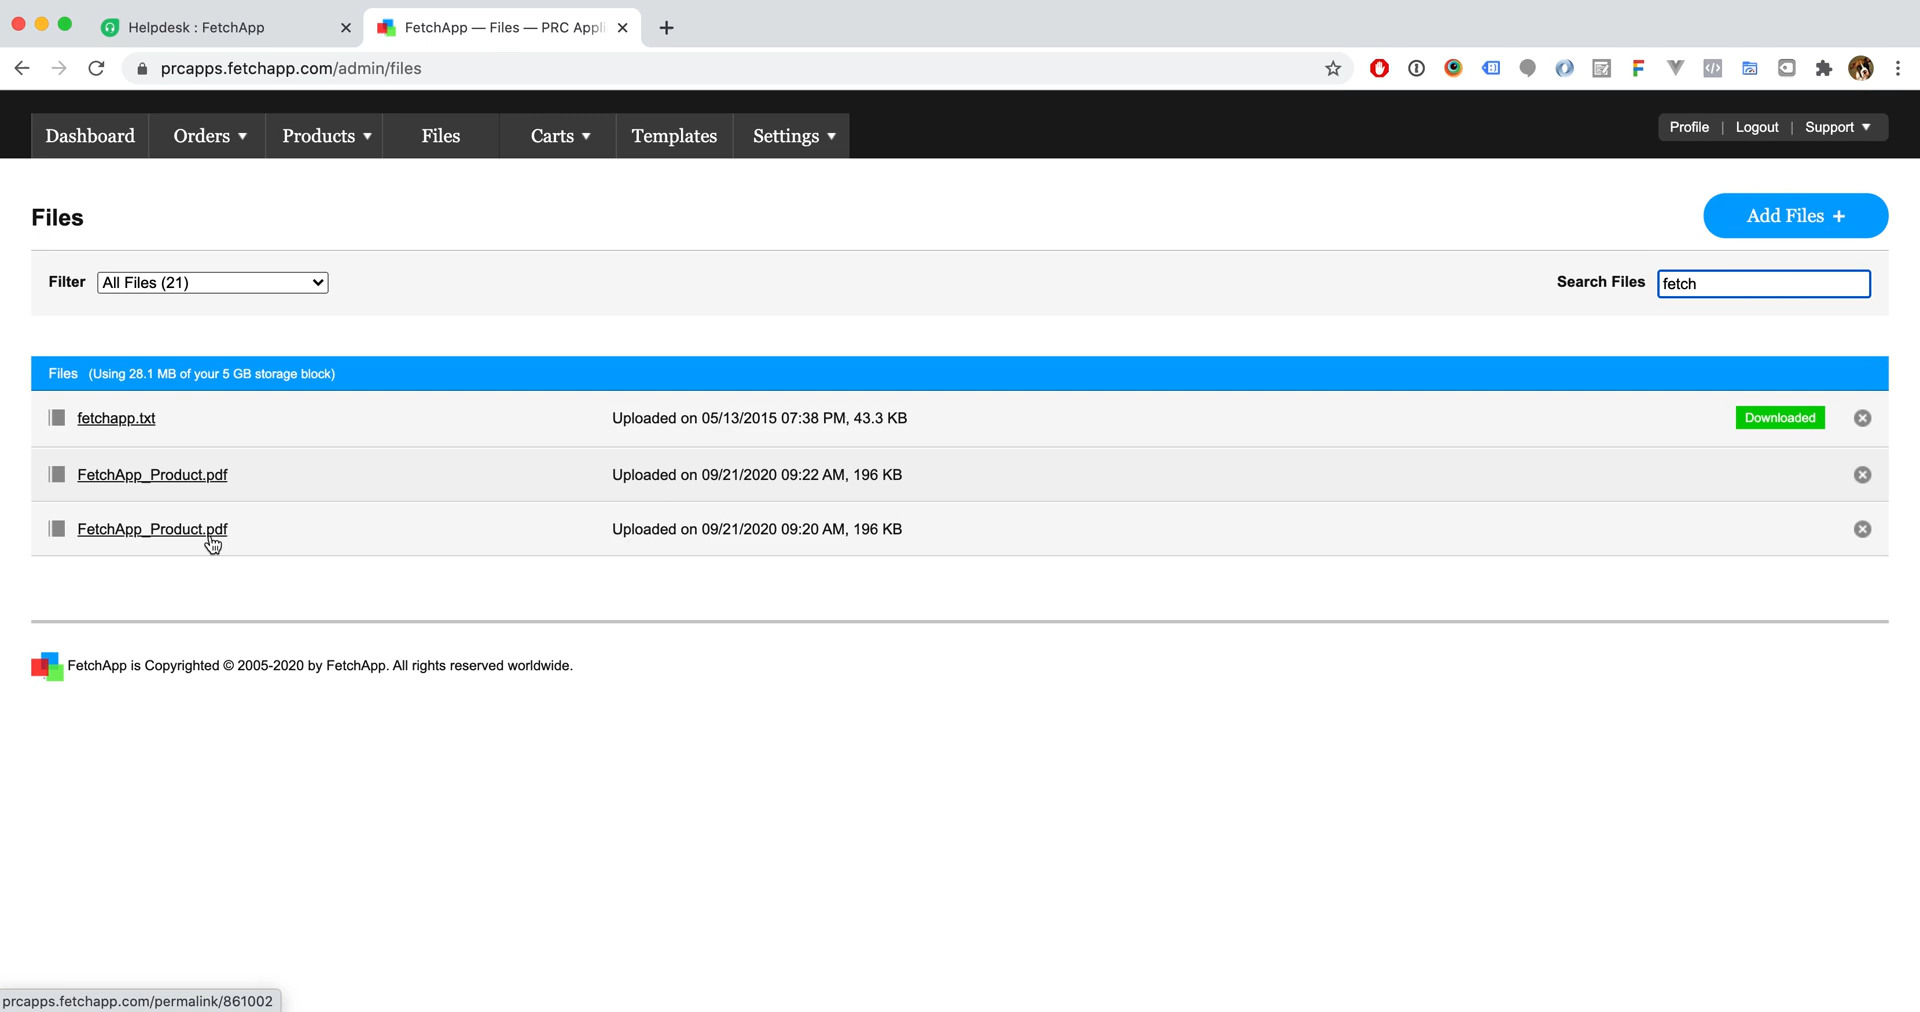 Helpdesk : FetchApp
FetchApp — Files — PRC Appli
prcapps.fetchapp.com/admin/files
Dashboard Orders ▼ Products ▼ Files Carts ▼ Templates Settings ▼
Profile | Logout | Support ▼
Files
Add Files +
Filter All Files (21)
Search Files fetch
Files (Using 28.1 MB of your 5 GB storage block)
fetchapp.txt Uploaded on 05/13/2015 07:38 PM, 43.3 KB Downloaded
FetchApp_Product.pdf Uploaded on 09/21/2020 09:22 AM, 196 KB
FetchApp_Product.pdf Uploaded on 09/21/2020 09:20 AM, 196 KB
FetchApp is Copyrighted © 2005-2020 by FetchApp. All rights reserved worldwide.
prcapps.fetchapp.com/permalink/861002